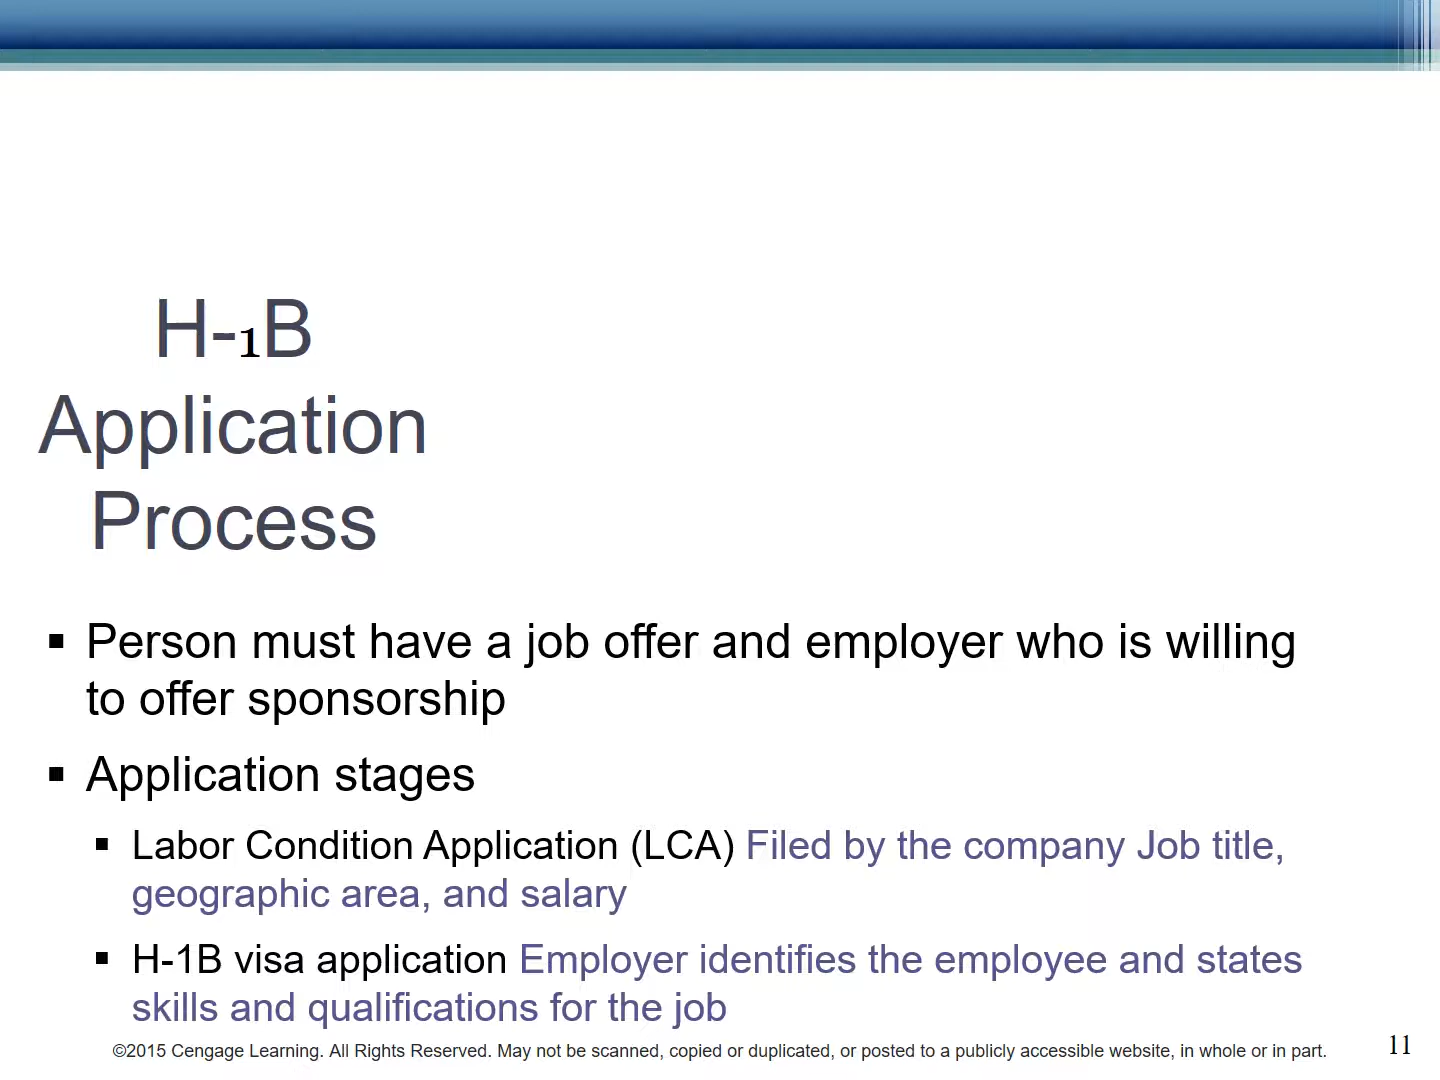 H-1B
Application
Process
▪ Person must have a job offer and employer who is willing
to offer sponsorship
▪ Application stages
▪ Labor Condition Application (LCA) Filed by the company Job title,
geographic area, and salary
▪ H-1B visa application Employer identifies the employee and states
skills and qualifications for the job
©2015 Cengage Learning. All Rights Reserved. May not be scanned, copied or duplicated, or posted to a publicly accessible website, in whole or in part.
11